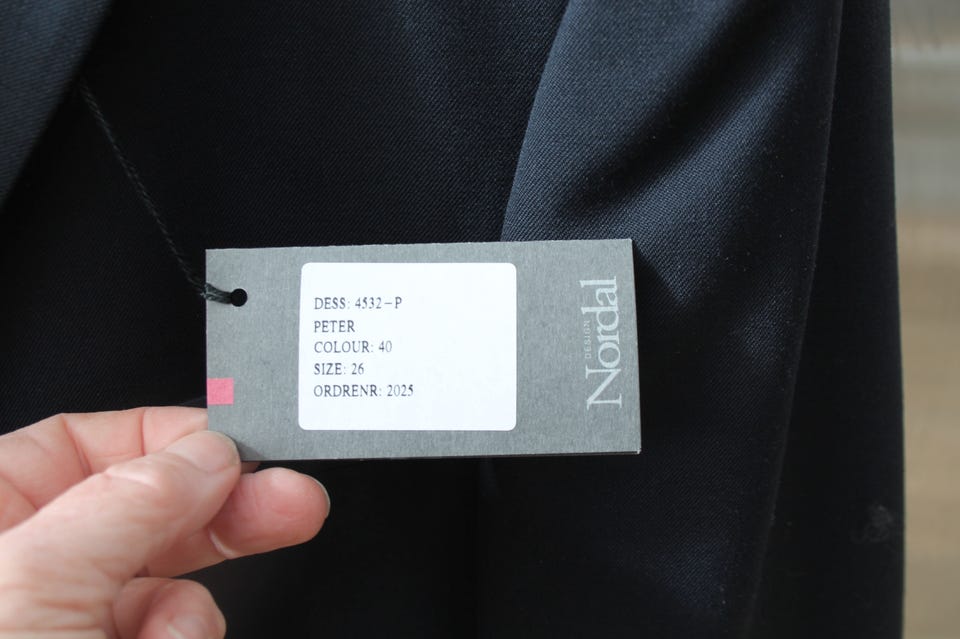 DESS: 4532-P
PETER
COLOUR: 40
SIZE: 26
ORDRENR: 2025
DESIGN
Nordal